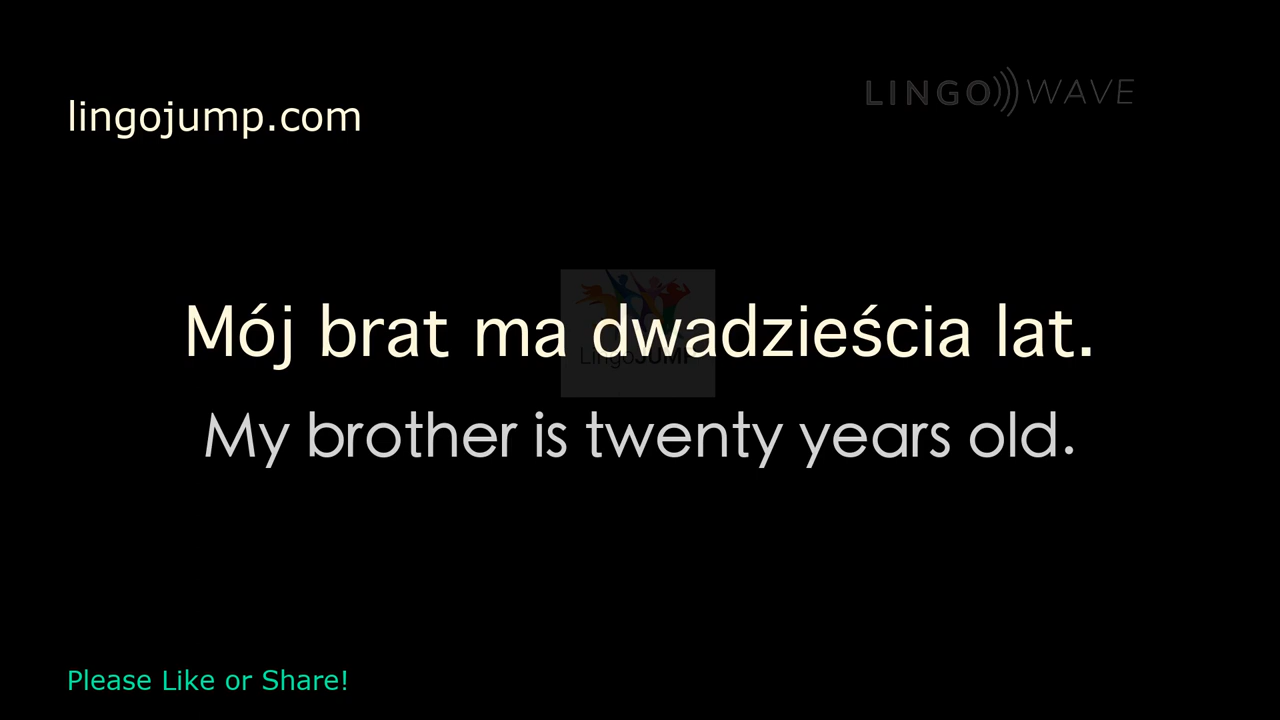 lingojump.com
LINGO WAVE
Mój brat ma dwadzieścia lat.
LingoJUMP
My brother is twenty years old.
Please Like or Share!